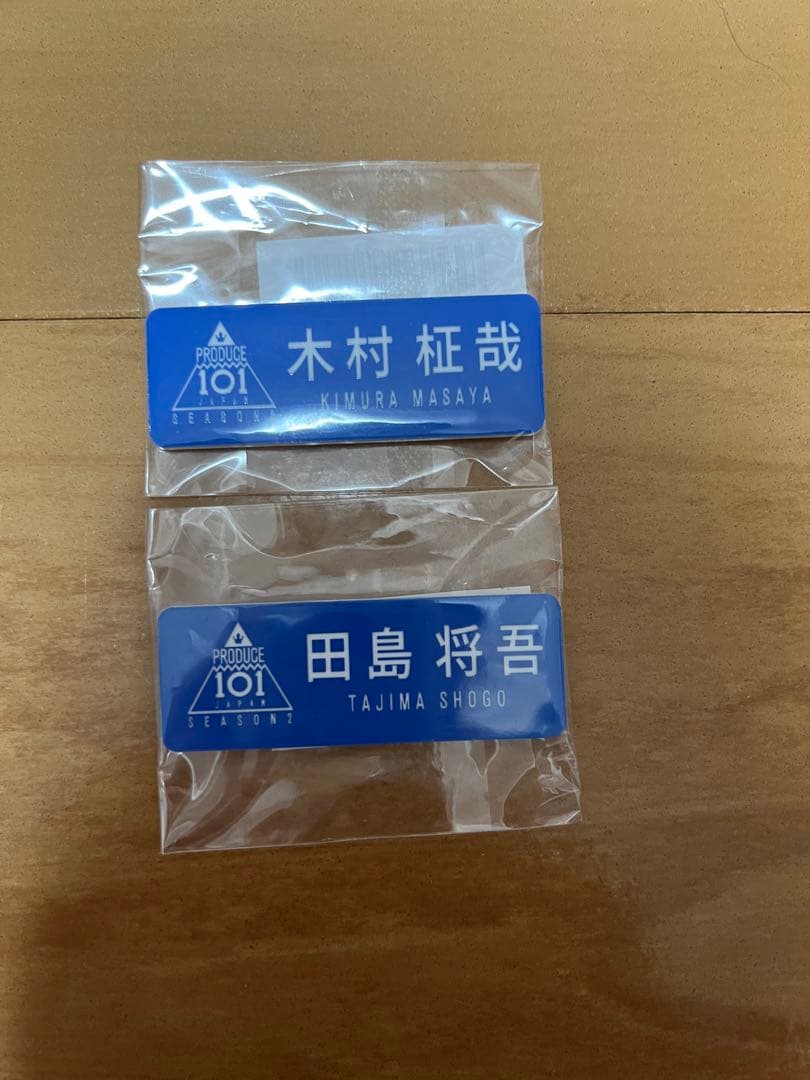 PRODUCE
101
JAPAN
SEASON2
木村 柾哉
KIMURA MASAYA
PRODUCE
101
JAPAN
SEASON2
田島 将吾
TAJIMA SHOGO